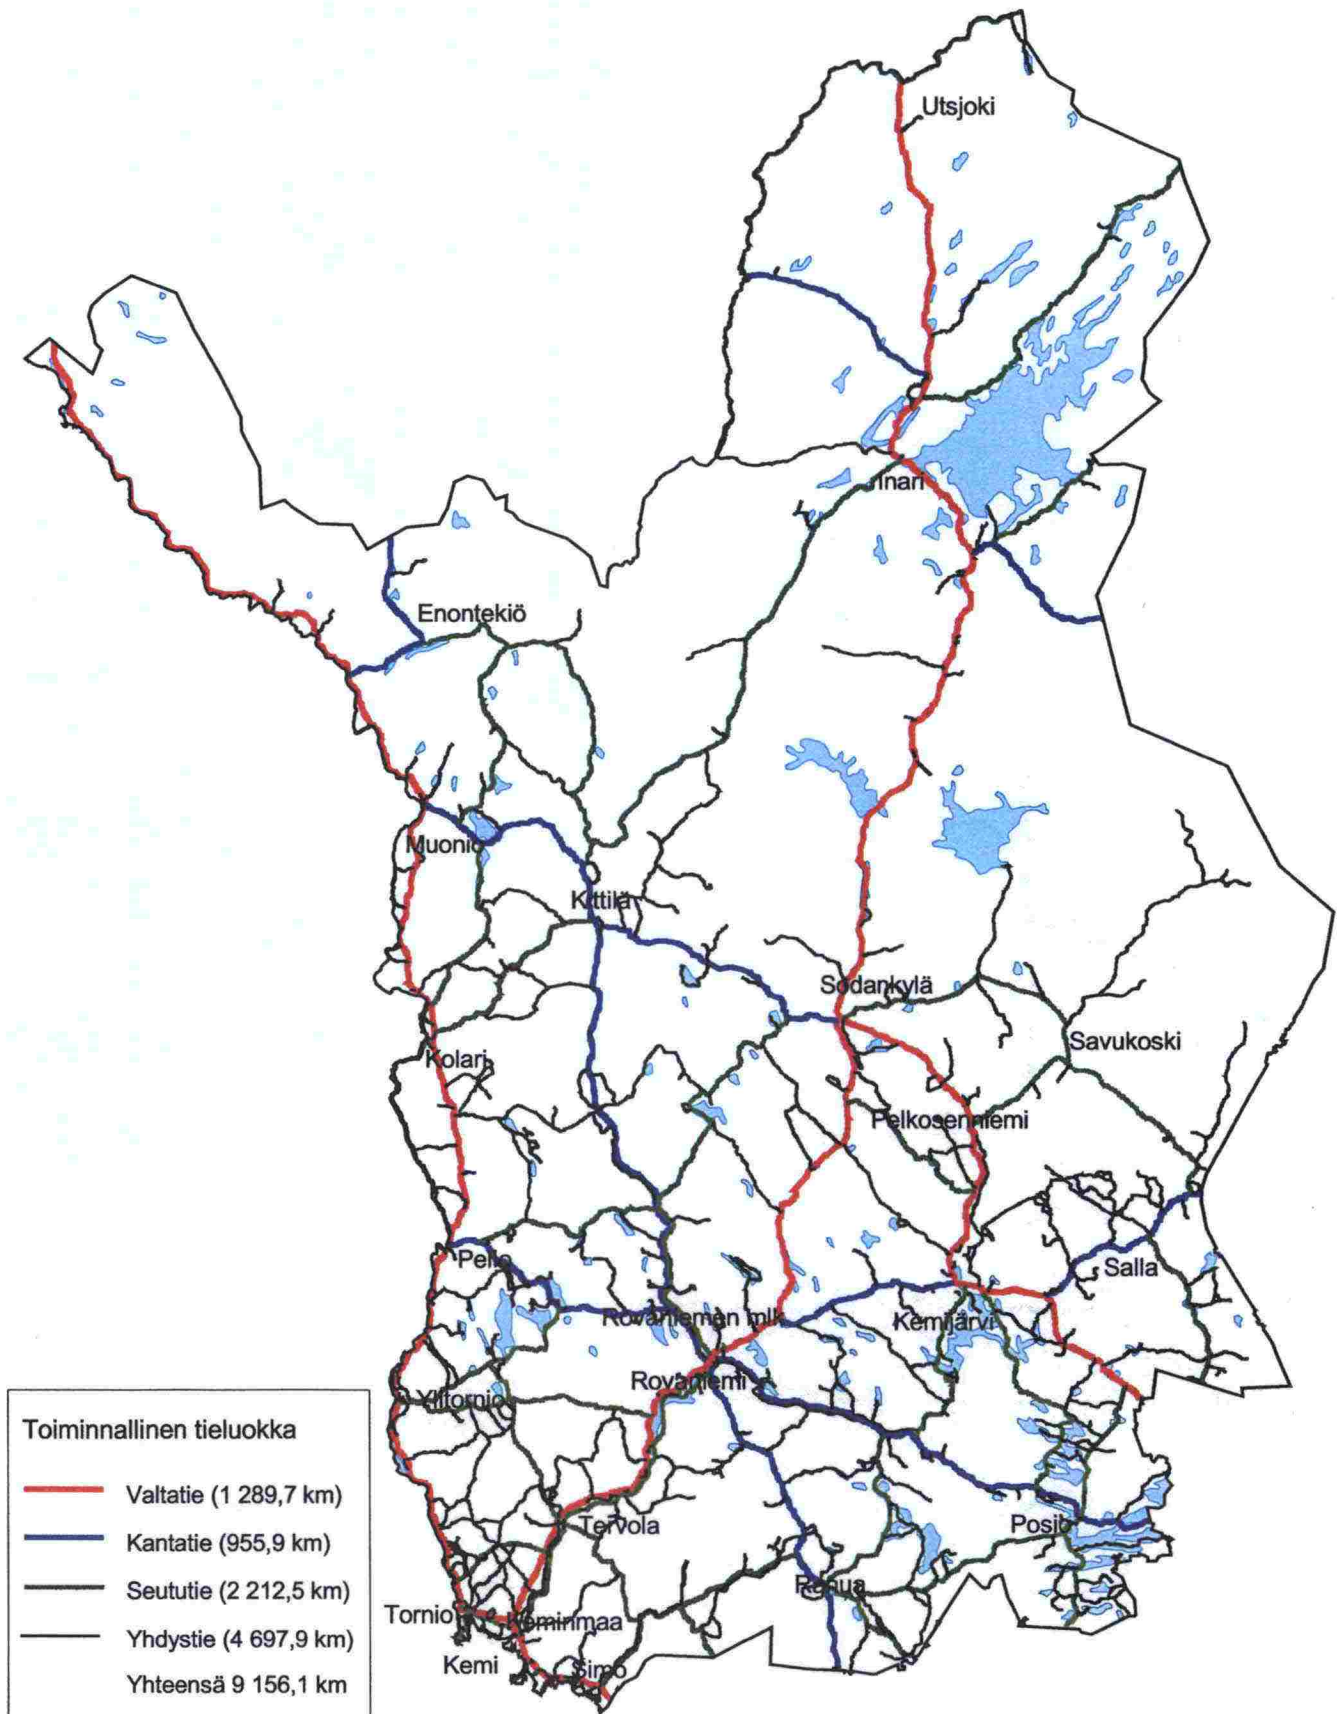 Utsjoki
Inari
Enontekiö
Muonio
Kittilä
Sodankylä
Savukoski
Kolari
Pelkosenniemi
Pello
Salla
Rovaniemen mlk
Kemijärvi
Rovaniemi
Ylitornio
Tervola
Posio
Ranua
Tornio
Keminmaa
Kemi
Simo
Toiminnallinen tieluokka
Valtatie (1 289,7 km)
Kantatie (955,9 km)
Seututie (2 212,5 km)
Yhdystie (4 697,9 km)
Yhteensä 9 156,1 km